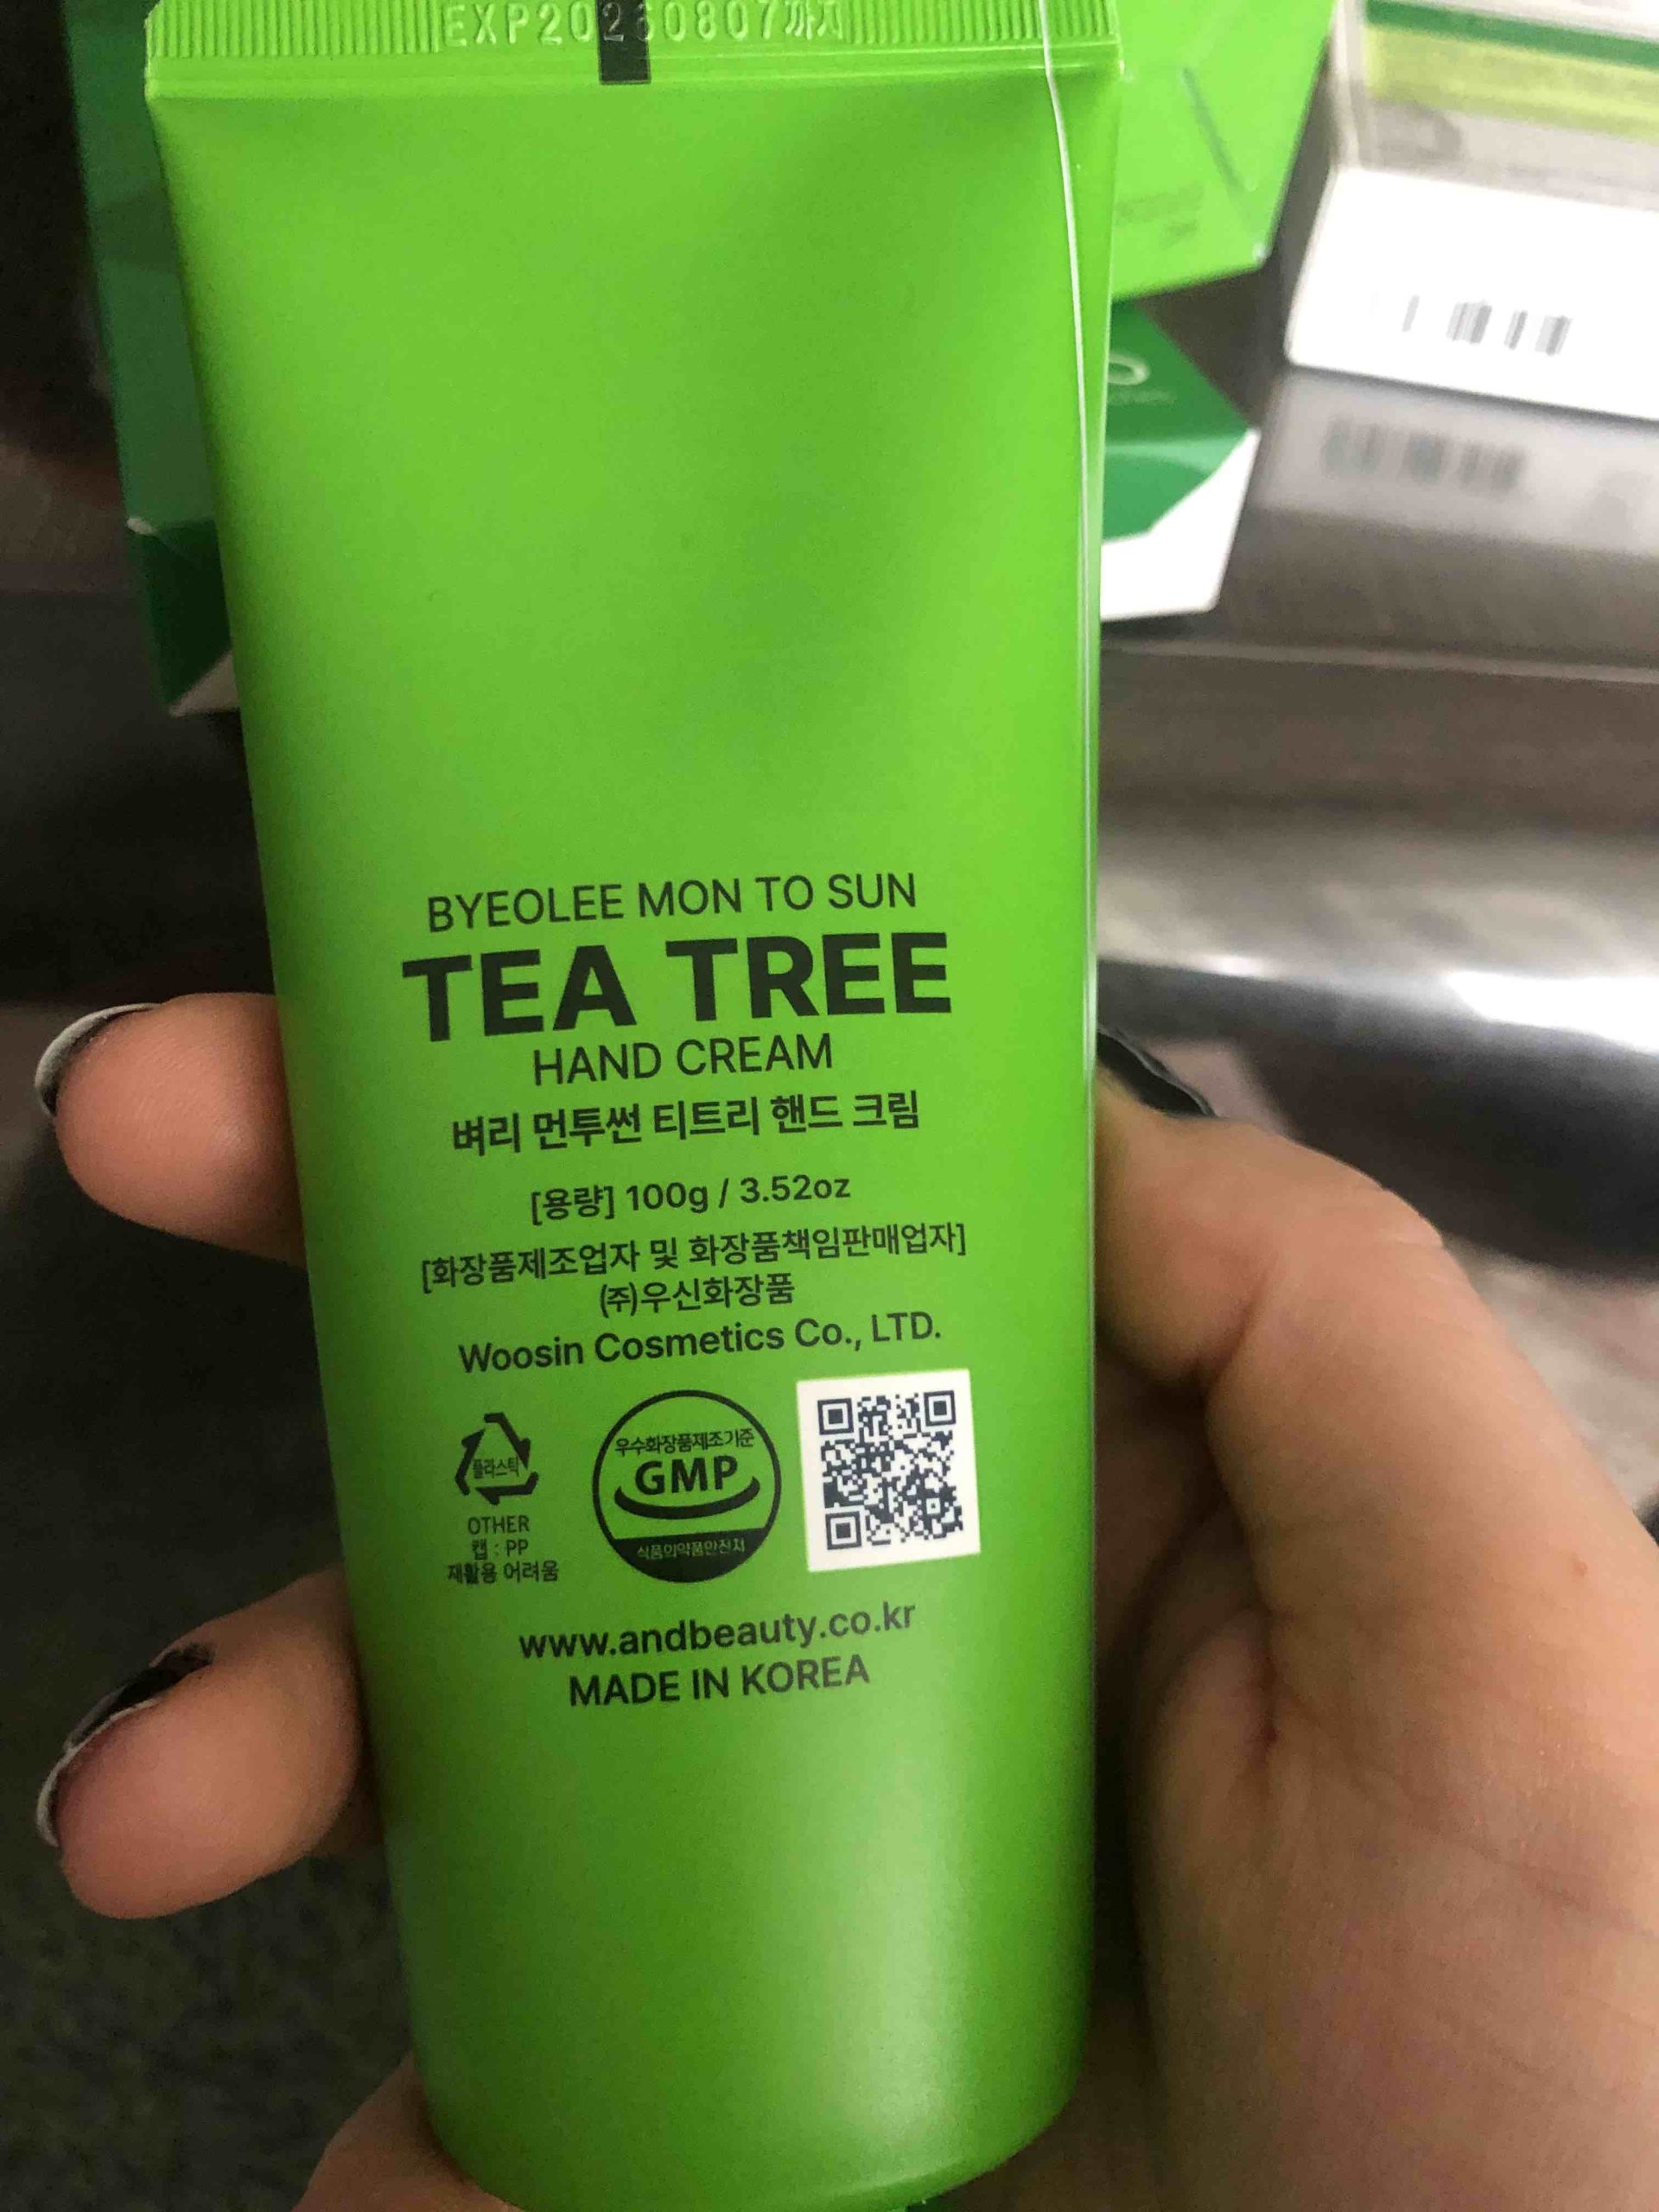 EXP20260807까지
BYEOLEE MON TO SUN
TEA TREE
HAND CREAM
벼리 먼투썬 티트리 핸드 크림
[용량] 100g / 3.52oz
[화장품제조업자 및 화장품책임판매업자]
㈜우신화장품
Woosin Cosmetics Co., LTD.
플라스틱
OTHER
캡 : PP
재활용 어려움
우수화장품제조기준
GMP
식품의약품안전처
www.andbeauty.co.kr
MADE IN KOREA